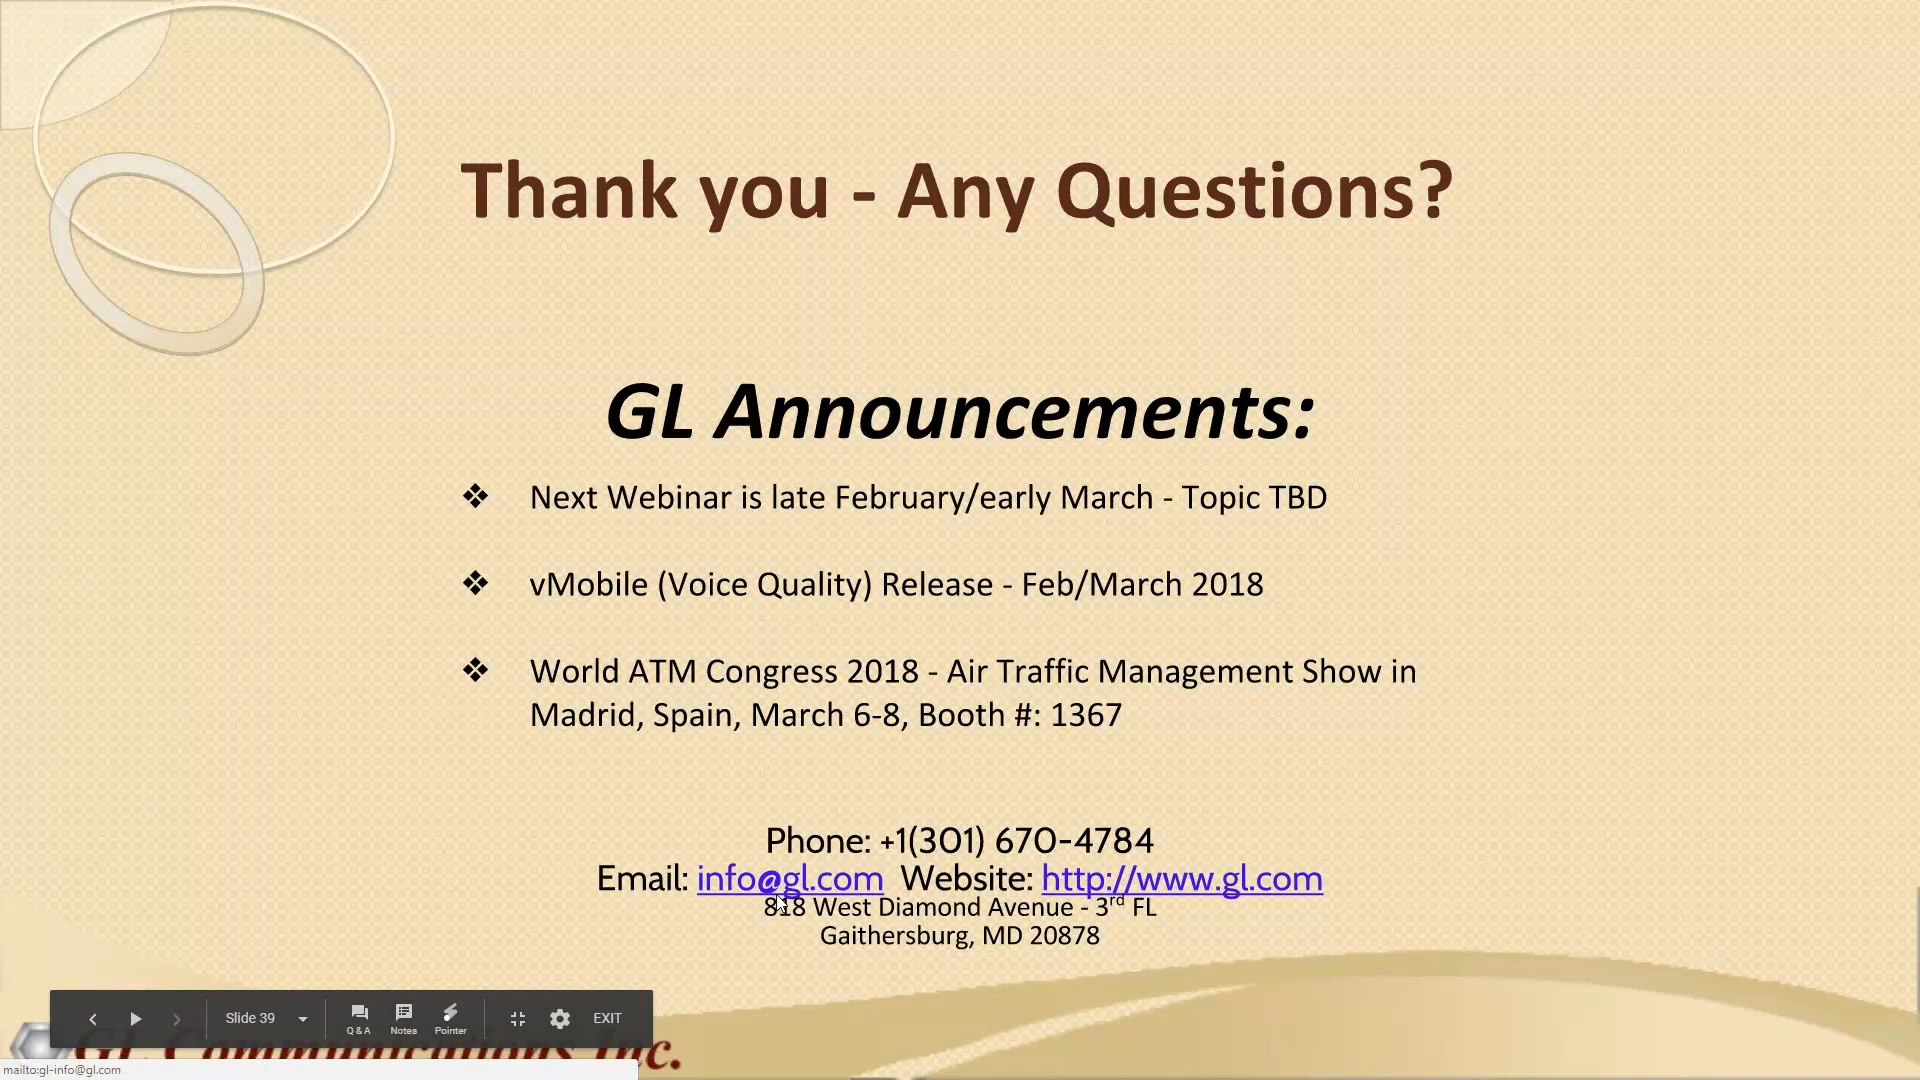 Thank you - Any Questions?
GL Announcements:
❖ Next Webinar is late February/early March - Topic TBD
❖ vMobile (Voice Quality) Release - Feb/March 2018
❖ World ATM Congress 2018 - Air Traffic Management Show in
Madrid, Spain, March 6-8, Booth #: 1367
Phone: +1(301) 670-4784
Email: info@gl.com Website: http://www.gl.com
818 West Diamond Avenue - 3rd FL
Gaithersburg, MD 20878
Slide 39
Q & A
Notes
Pointer
EXIT
GL Communications Inc.
mailto:gl-info@gl.com